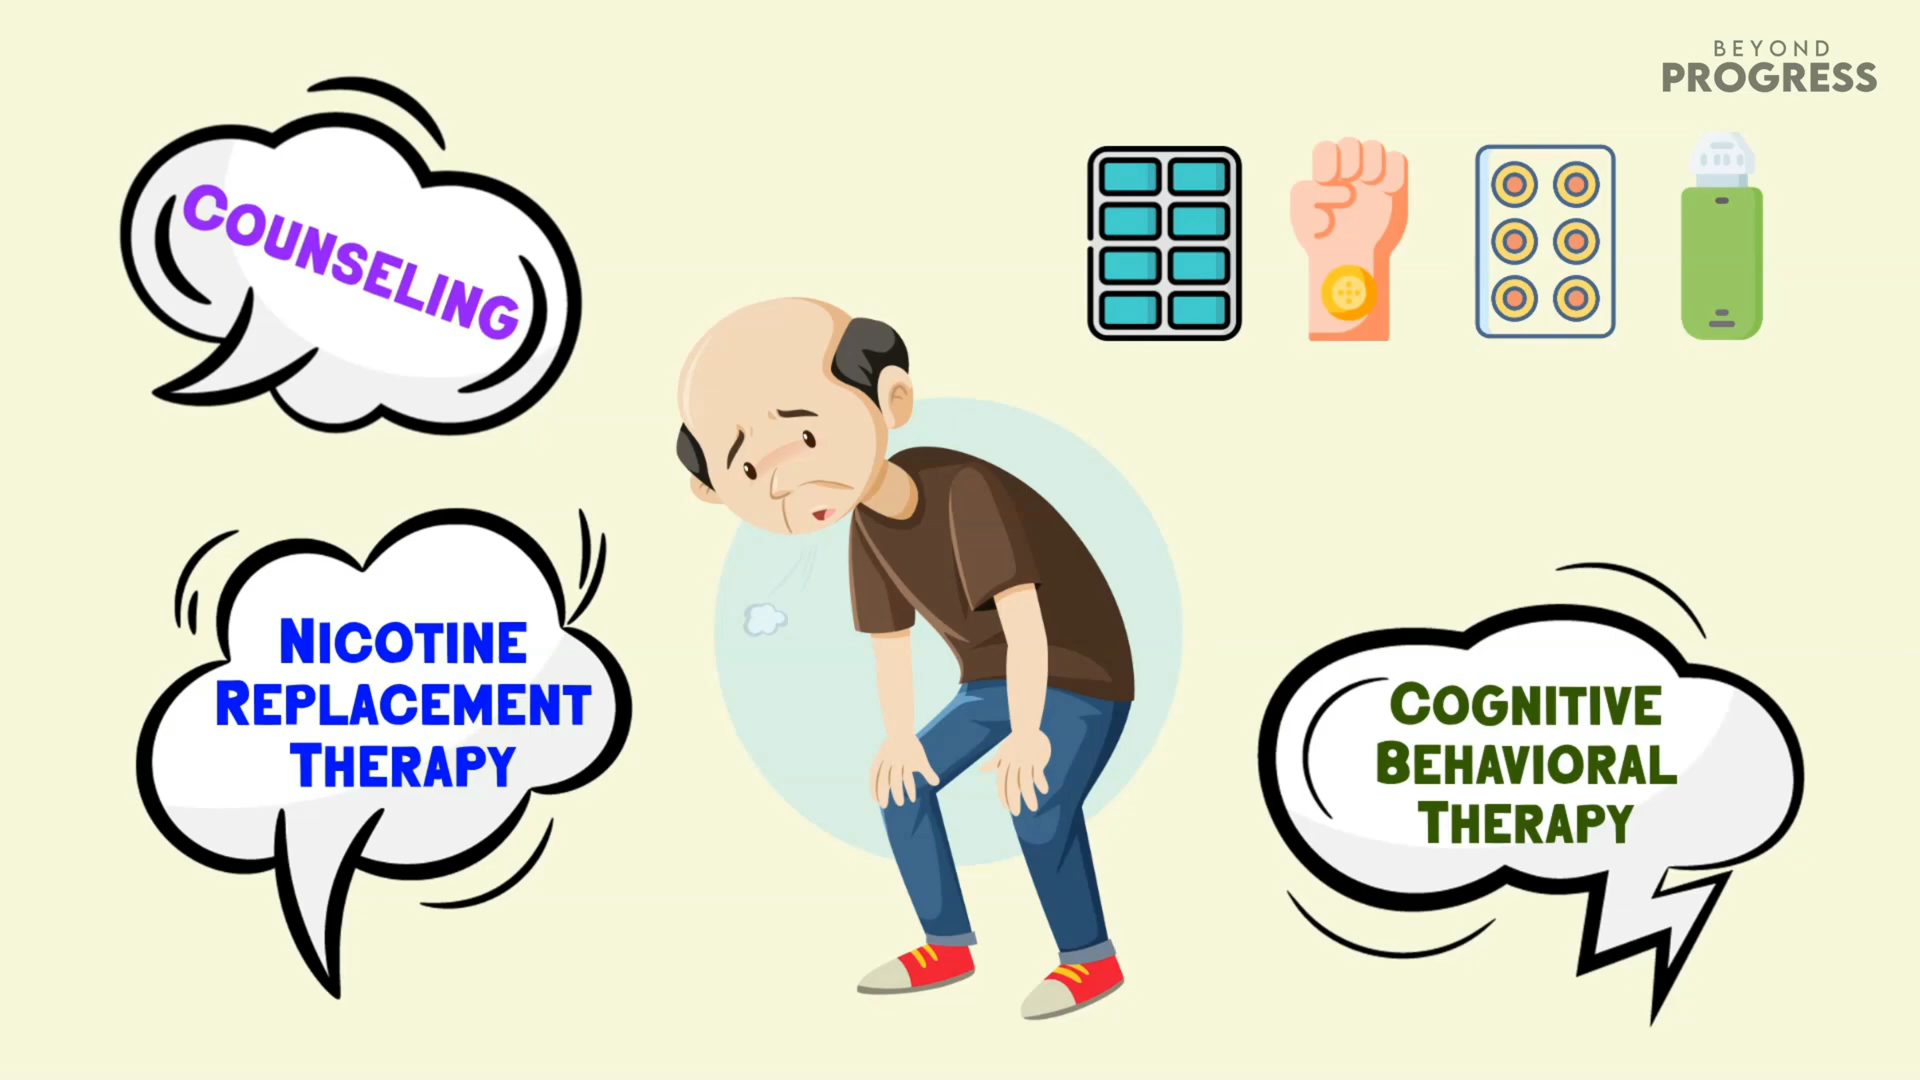 BEYOND
PROGRESS
COUNSELING
NICOTINE
REPLACEMENT
THERAPY
COGNITIVE
BEHAVIORAL
THERAPY